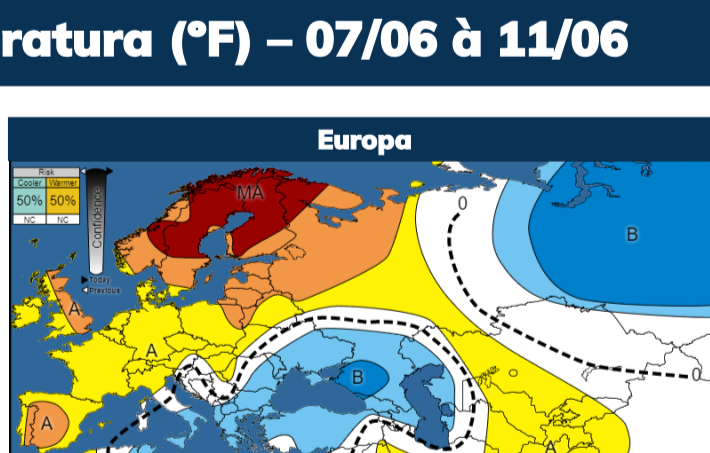 ratura (ºF) – 07/06 à 11/06
Europa
Risk
Cooler Warmer
50% 50%
NC NC
Confidence
Today
Previous
MA
0
B
A
A
B
0
A
A